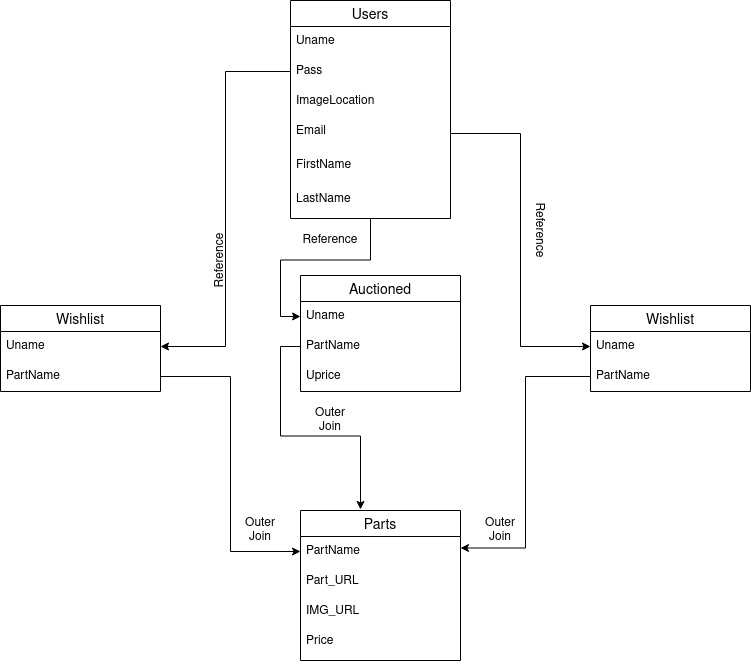 Users
Uname
Pass
ImageLocation
Email
FirstName
LastName
Reference
Reference
Reference
Wishlist
Uname
PartName
Auctioned
Uname
PartName
Uprice
Wishlist
Uname
PartName
Outer
Join
Outer
Join
Outer
Join
Parts
PartName
Part_URL
IMG_URL
Price